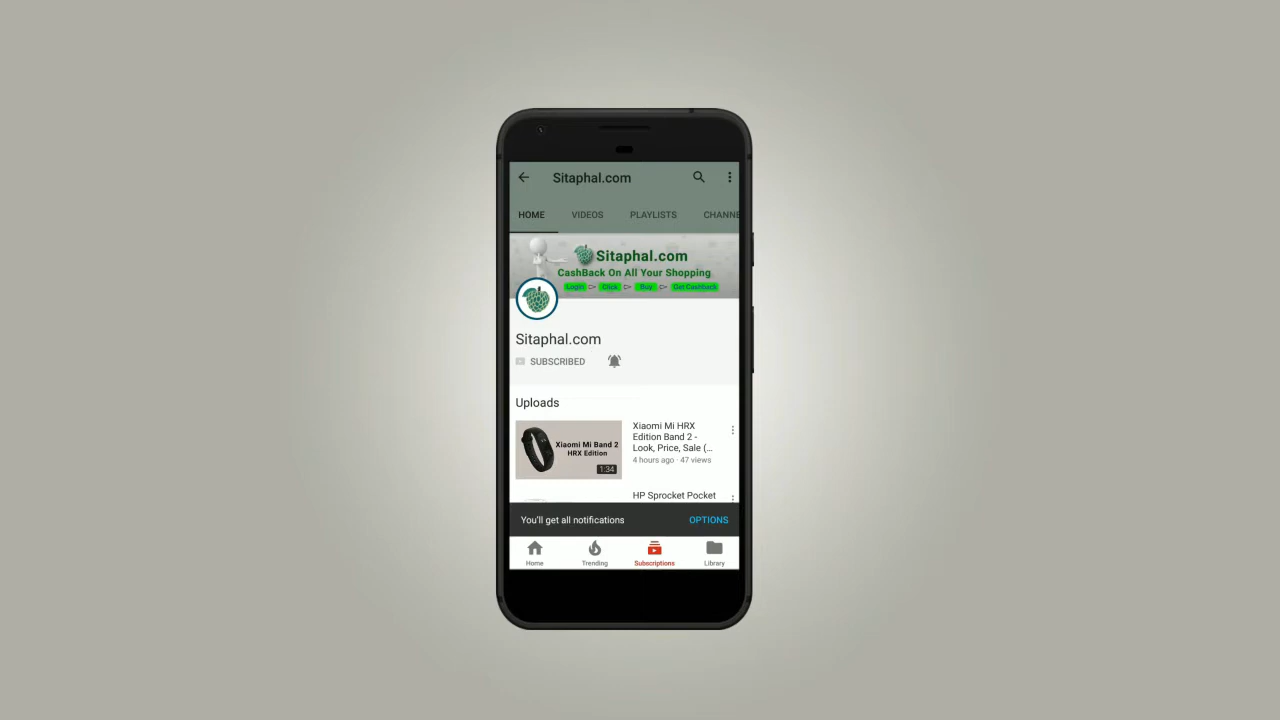 Sitaphal.com
HOME VIDEOS PLAYLISTS CHANNE
Sitaphal.com
CashBack On All Your Shopping
Login Click Buy Get Cashback
Sitaphal.com
SUBSCRIBED
Uploads
Xiaomi Mi Band 2
HRX Edition
1:34
Xiaomi Mi HRX
Edition Band 2 -
Look, Price, Sale (...
4 hours ago · 47 views
HP Sprocket Pocket
You'll get all notifications OPTIONS
Home Trending Subscriptions Library